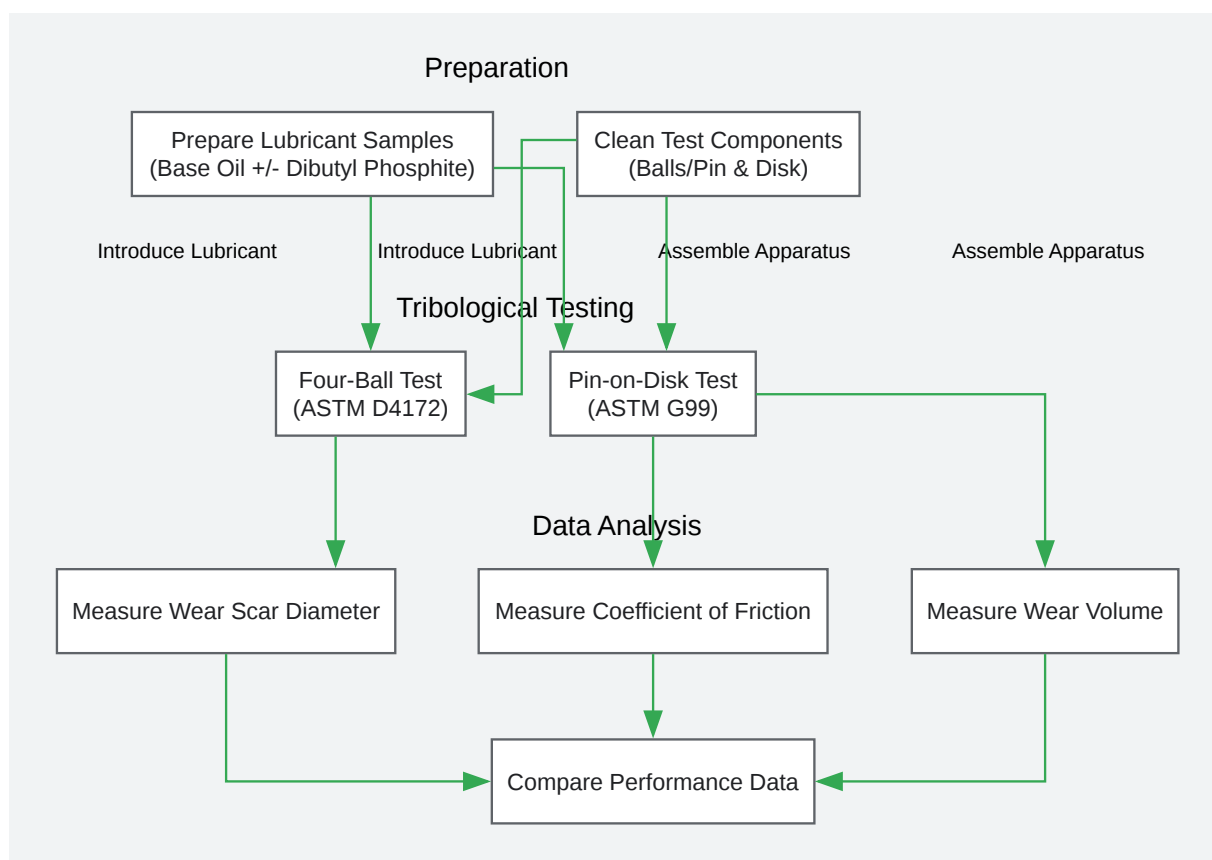 Preparation
Prepare Lubricant Samples
(Base Oil +/- Dibutyl Phosphite)
Clean Test Components
(Balls/Pin & Disk)
Introduce Lubricant
Introduce Lubricant
Assemble Apparatus
Assemble Apparatus
Tribological Testing
Four-Ball Test
(ASTM D4172)
Pin-on-Disk Test
(ASTM G99)
Data Analysis
Measure Wear Scar Diameter
Measure Coefficient of Friction
Measure Wear Volume
Compare Performance Data